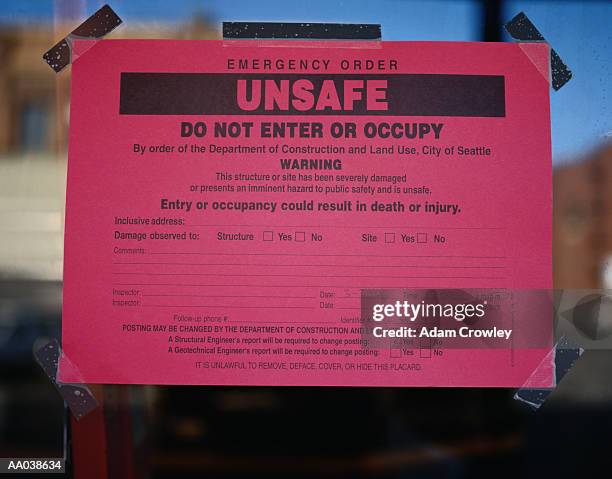 EMERGENCY ORDER
UNSAFE
DO NOT ENTER OR OCCUPY
By order of the Department of Construction and Land Use, City of Seattle
WARNING
This structure or site has been severely damaged
or presents an imminent hazard to public safety and is unsafe.
Entry or occupancy could result in death or injury.
Inclusive address:
Damage observed to: Structure Yes No Site Yes No
Comments:
Inspector: Date:
Inspector: Date:
Follow-up phone #:
POSTING MAY BE CHANGED BY THE DEPARTMENT OF CONSTRUCTION AND
A Structural Engineer's report will be required to change posting: Yes No
A Geotechnical Engineer's report will be required to change posting: Yes No
IT IS UNLAWFUL TO REMOVE, DEFACE, COVER, OR HIDE THIS PLACARD.
gettyimages
Credit: Adam Crowley
AA038634